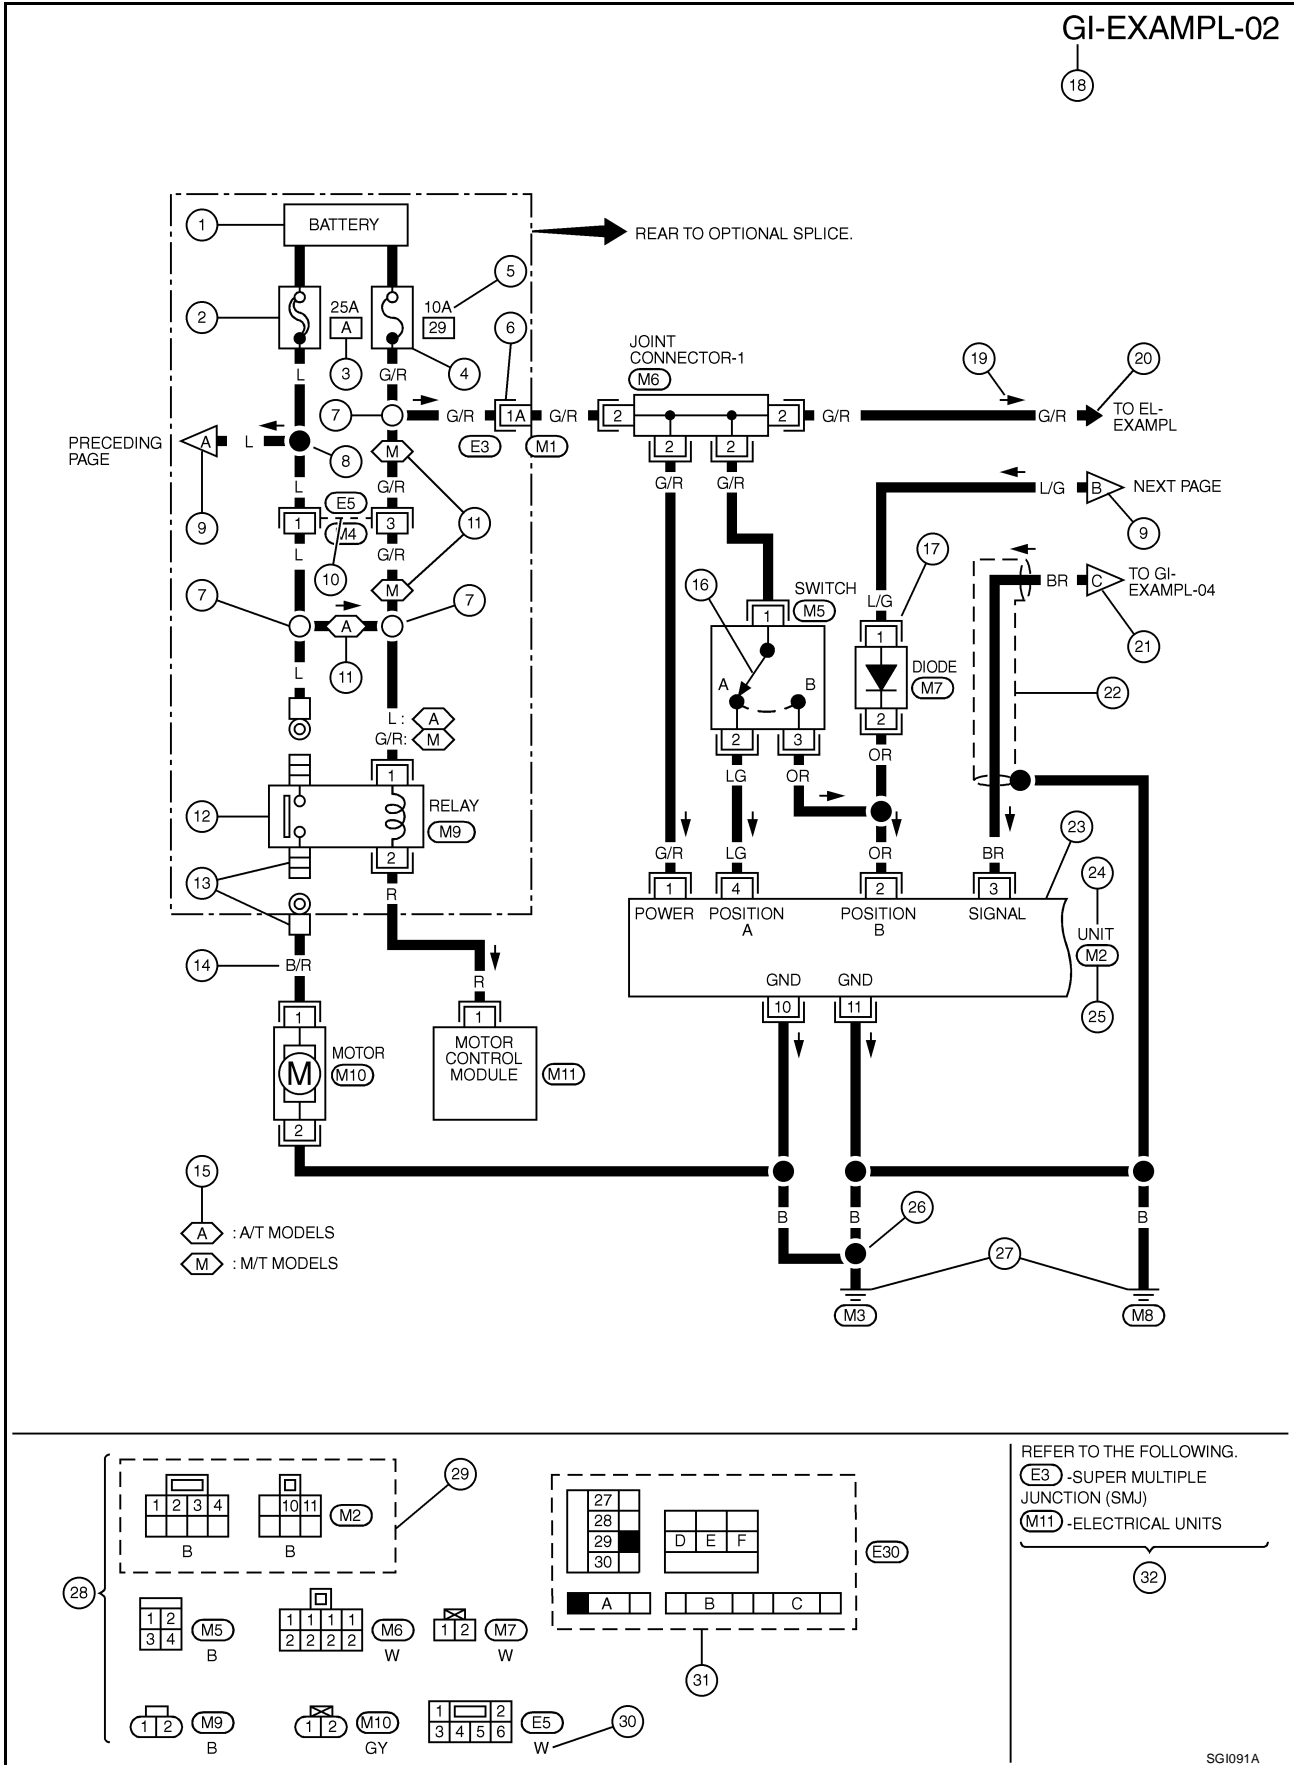 GI-EXAMPL-02
18
1
BATTERY
REAR TO OPTIONAL SPLICE.
5
2
25A
A
10A
29
6
3
4
L
G/R
JOINT
CONNECTOR-1
M6
19
20
7
G/R
1A
G/R
2
2
G/R
G/R
TO EL-
EXAMPL
PRECEDING
PAGE
A
L
8
M
E3
M1
2
2
9
L
G/R
G/R
G/R
L/G
B
NEXT PAGE
E5
1
3
M4
11
9
L
G/R
10
17
16
SWITCH
M5
BR
C
TO GI-
EXAMPL-04
7
M
7
L/G
1
1
21
A
11
L
A
B
DIODE
M7
22
L :
A
G/R:
M
2
3
2
LG
OR
OR
1
12
RELAY
M9
23
2
G/R
LG
OR
BR
13
R
1
4
2
3
24
POWER
POSITION
A
POSITION
B
SIGNAL
UNIT
M2
14
B/R
R
GND
GND
10
11
25
1
1
M
MOTOR
M10
MOTOR
CONTROL
MODULE
M11
2
15
26
B
B
B
A
: A/T MODELS
M
: M/T MODELS
27
M3
M8
REFER TO THE FOLLOWING.
E3
-SUPER MULTIPLE
JUNCTION (SMJ)
M11
-ELECTRICAL UNITS
32
29
1 2 3 4
10 11
M2
B
B
27
28
29
30
D E F
E30
A
B
C
31
28
1 2
3 4
M5
B
1 1 1 1
2 2 2 2
M6
W
1 2
M7
W
1 2
M9
B
1 2
M10
GY
1 2
3 4 5 6
E5
W
30
SGI091A